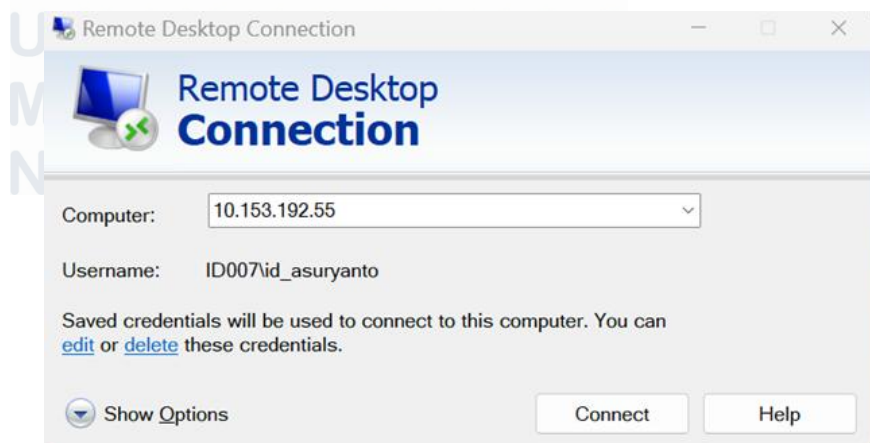 U
M
N
Remote Desktop Connection
Remote Desktop
Connection
Computer: 10.153.192.55
Username: ID007\id_asuryanto
Saved credentials will be used to connect to this computer. You can
edit or delete these credentials.
Show Options Connect Help